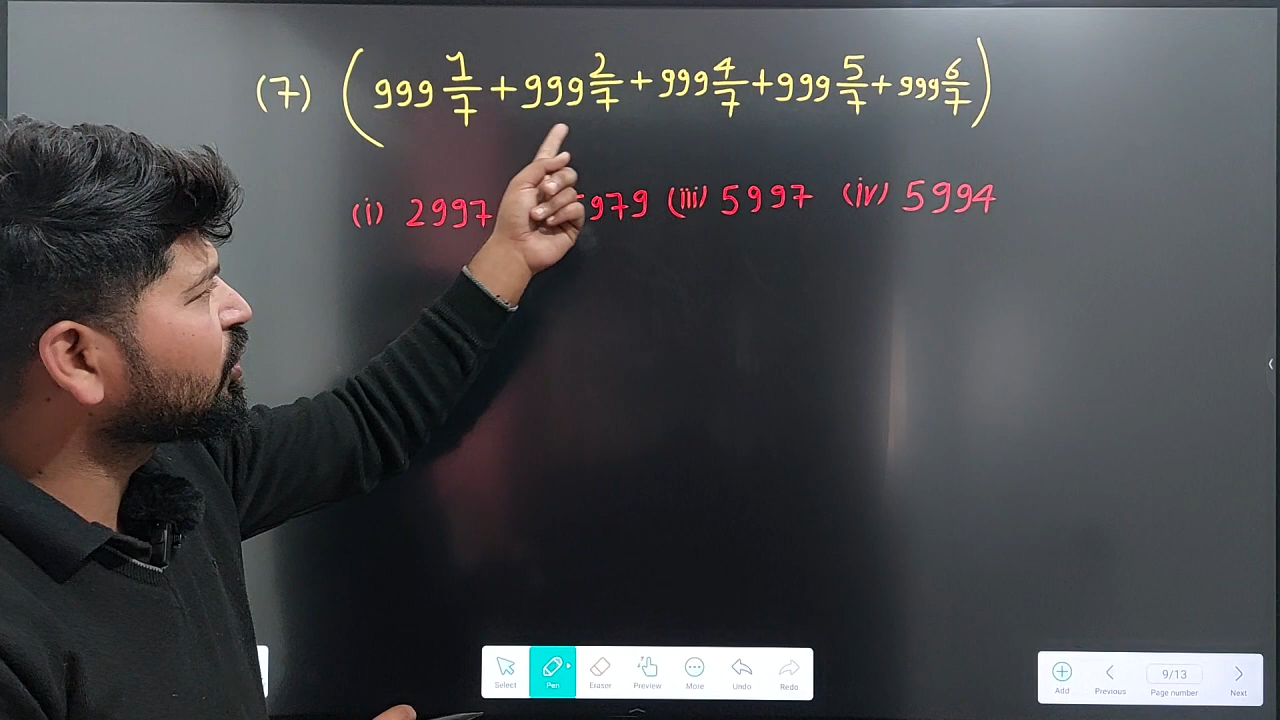 (7) (999 1/7 + 999 2/7 + 999 4/7 + 999 5/7 + 999 6/7)
(i) 2997 979 (iii) 5997 (iv) 5994
Select Pen Eraser Preview More Undo Redo
Add Previous 9/13 Page number Next